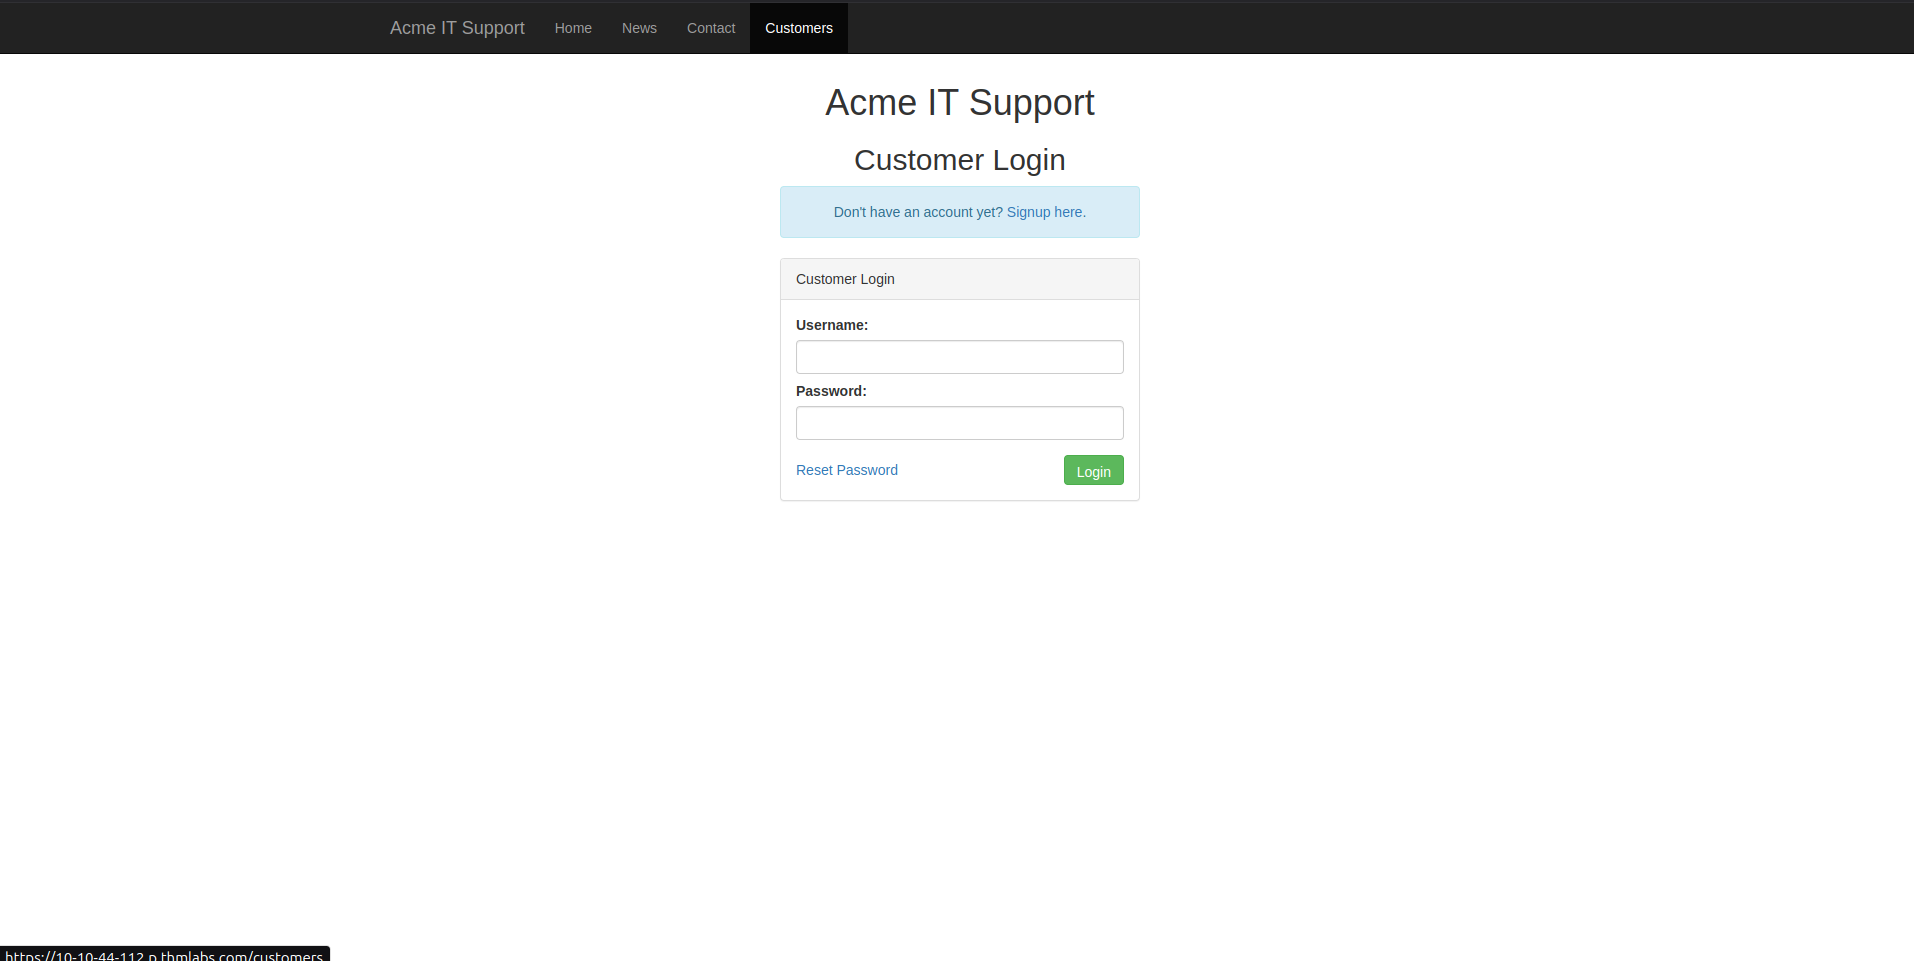 Acme IT Support Home News Contact Customers
Acme IT Support
Customer Login
Don't have an account yet? Signup here.
Customer Login
Username:
Password:
Reset Password Login
https://10-10-44-112.p.thmlabs.com/customers